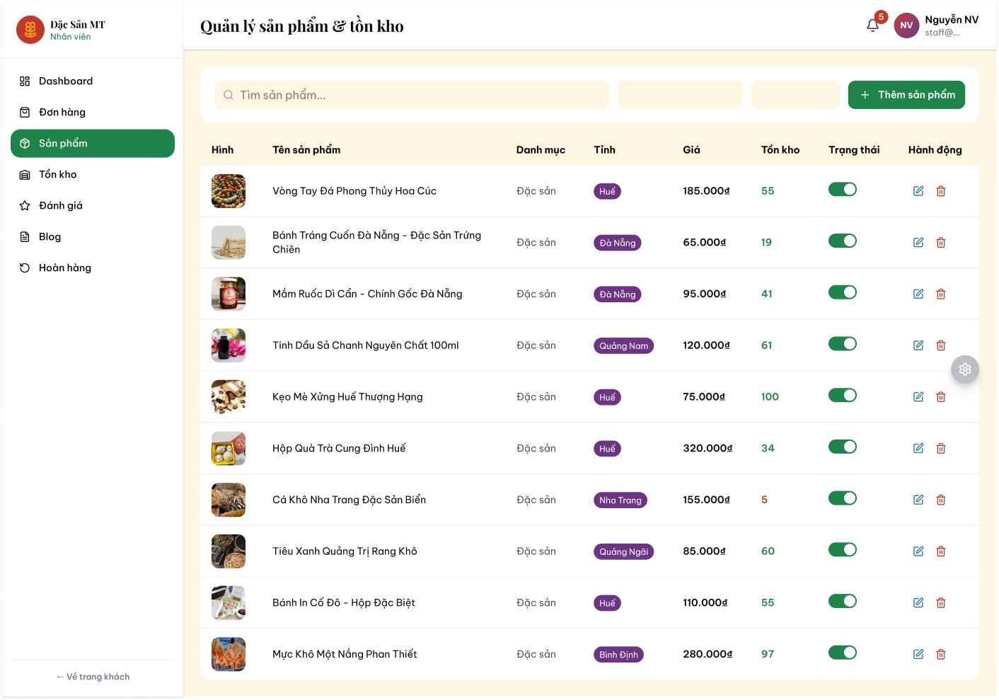 Đặc Sản MT
Nhân viên
Dashboard
Đơn hàng
Sản phẩm
Tồn kho
Đánh giá
Blog
Hoàn hàng
← Về trang khách
Quản lý sản phẩm & tồn kho
5
NV
Nguyễn NV
staff@...
Tìm sản phẩm...
+ Thêm sản phẩm
Hình Tên sản phẩm Danh mục Tỉnh Giá Tồn kho Trạng thái Hành động
Vòng Tay Đá Phong Thủy Hoa Cúc Đặc sản Huế 185.000₫ 55
Bánh Tráng Cuốn Đà Nẵng - Đặc Sản Trứng
Chiên Đặc sản Đà Nẵng 65.000₫ 19
Mắm Ruốc Dì Cẩn - Chính Gốc Đà Nẵng Đặc sản Đà Nẵng 95.000₫ 41
Tinh Dầu Sả Chanh Nguyên Chất 100ml Đặc sản Quảng Nam 120.000₫ 61
Kẹo Mè Xửng Huế Thượng Hạng Đặc sản Huế 75.000₫ 100
Hộp Quà Trà Cung Đình Huế Đặc sản Huế 320.000₫ 34
Cá Khô Nha Trang Đặc Sản Biển Đặc sản Nha Trang 155.000₫ 5
Tiêu Xanh Quảng Trị Rang Khô Đặc sản Quảng Ngãi 85.000₫ 60
Bánh In Cố Đô - Hộp Đặc Biệt Đặc sản Huế 110.000₫ 55
Mực Khô Một Nắng Phan Thiết Đặc sản Bình Định 280.000₫ 97